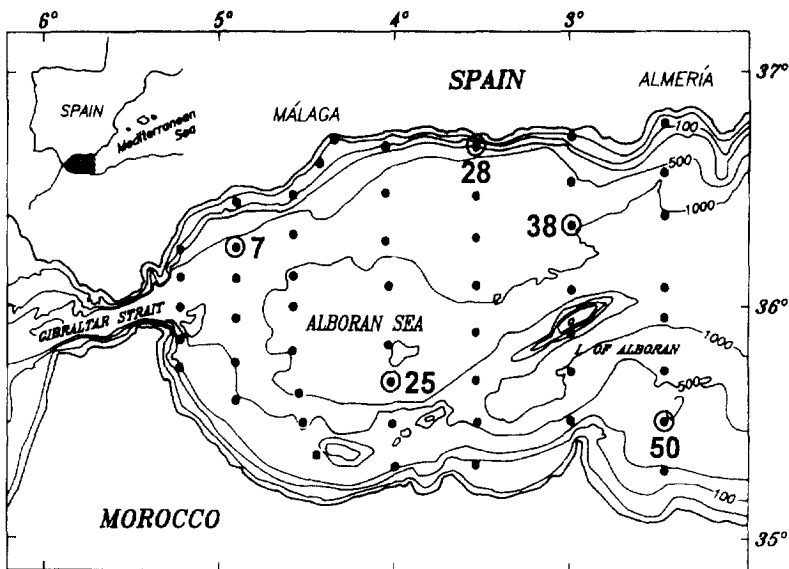 6° 5° 4° 3°
37°
SPAIN
ALMERÍA
MÁLAGA
SPAIN
Mediterranean
Sea
100
500
28
1000
38
7
36°
GIBRALTAR STRAIT
ALBORAN SEA
I. OF ALBORAN
1000
25
500
50
100
MOROCCO
35°